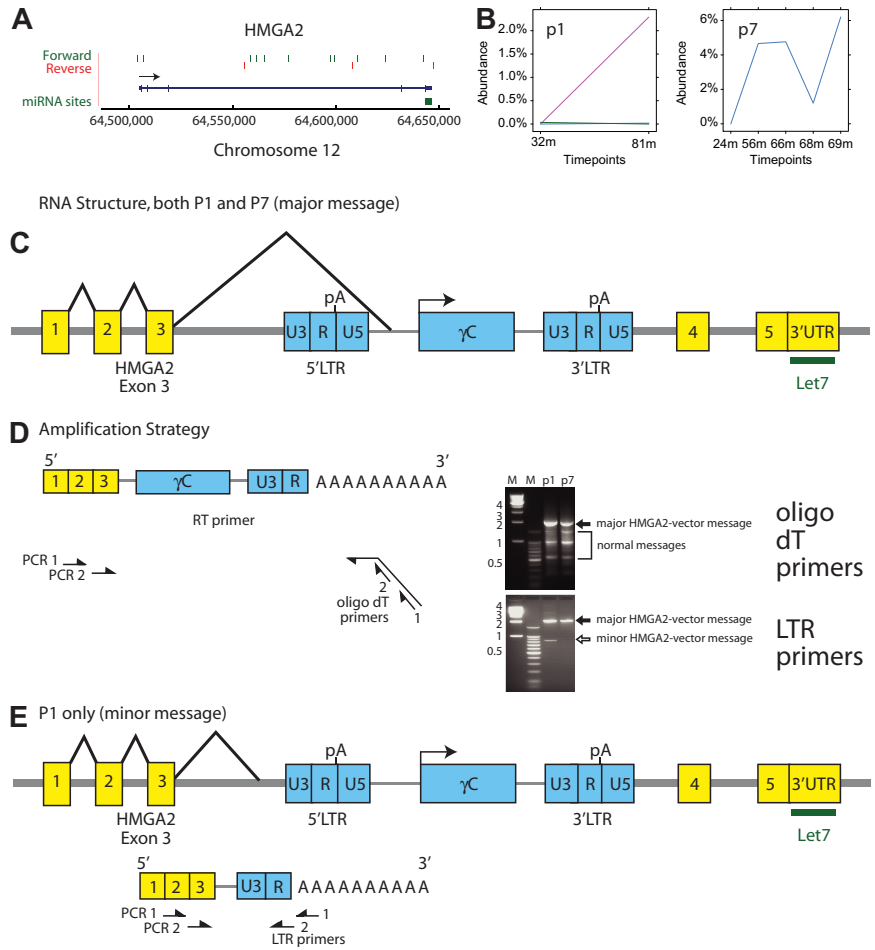 A
HMGA2
Forward
Reverse
miRNA sites
64,500,000 64,550,000 64,600,000 64,650,000
Chromosome 12
B
p1
Abundance
2.0%
1.5%
1.0%
0.5%
0.0%
32m 81m
Timepoints
p7
Abundance
6%
4%
2%
0%
24m 56m 66m 68m 69m
Timepoints
RNA Structure, both P1 and P7 (major message)
C
pA pA
1 2 3 U3 R U5 γC U3 R U5 4 5 3′UTR
HMGA2
Exon 3
5′LTR 3′LTR
Let7
D Amplification Strategy
5′ 3′
1 2 3 γC U3 R AAAAAAAAAA
RT primer
PCR 1
PCR 2
2
1
oligo dT
primers
M M p1 p7
4
3
2
1
0.5
major HMGA2-vector message
normal messages
oligo
dT
primers
4
3
2
1
0.5
major HMGA2-vector message
minor HMGA2-vector message
LTR
primers
E P1 only (minor message)
pA pA
1 2 3 U3 R U5 γC U3 R U5 4 5 3′UTR
HMGA2
Exon 3
5′LTR 3′LTR
Let7
5′ 3′
1 2 3 U3 R AAAAAAAAAA
PCR 1
PCR 2
1
2
LTR primers